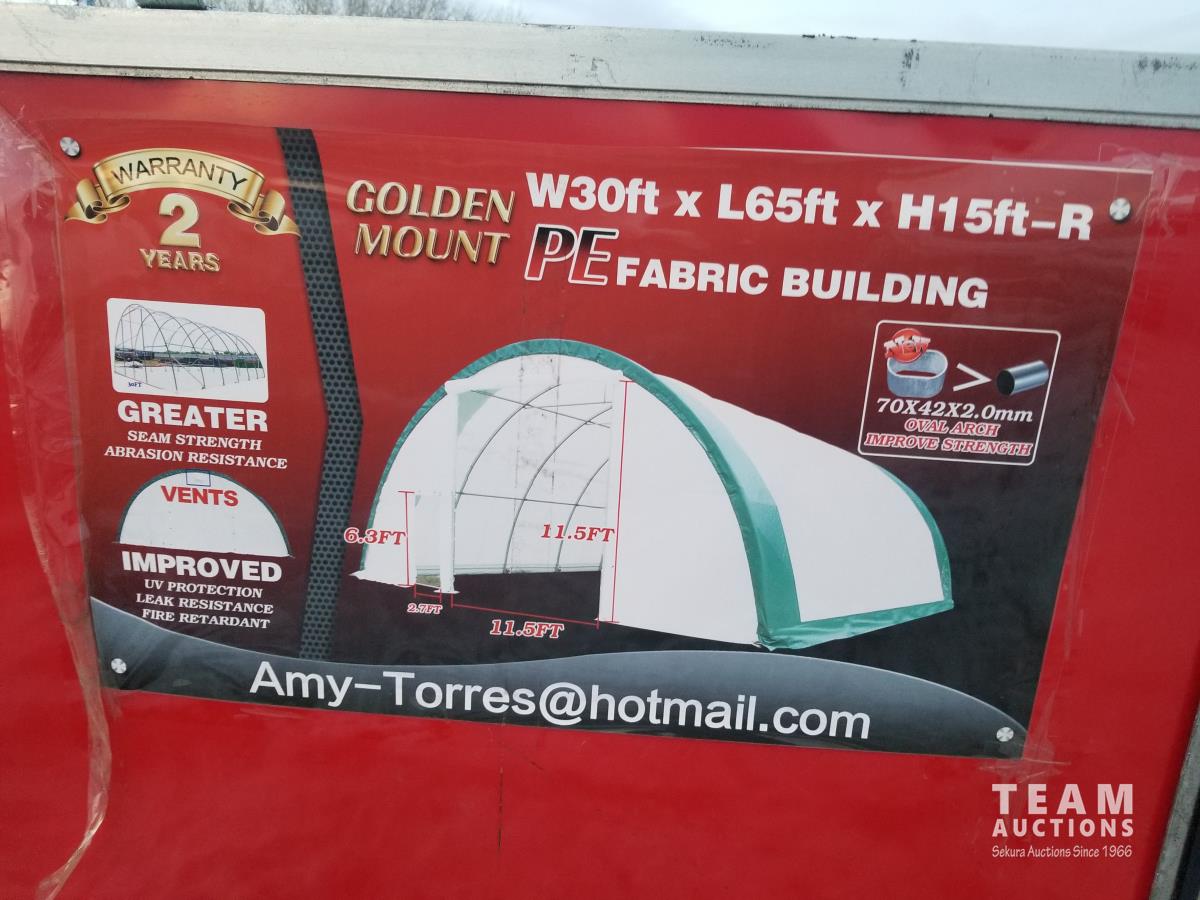 WARRANTY
2
YEARS
GOLDEN
MOUNT
W30ft x L65ft x H15ft-R
PE FABRIC BUILDING
30FT
GREATER
SEAM STRENGTH
ABRASION RESISTANCE
VENTS
IMPROVED
UV PROTECTION
LEAK RESISTANCE
FIRE RETARDANT
NEW
>
70X42X2.0mm
OVAL ARCH
IMPROVE STRENGTH
6.3FT
11.5FT
2.7FT
11.5FT
Amy-Torres@hotmail.com
TEAM
AUCTIONS
Sekura Auctions Since 1966